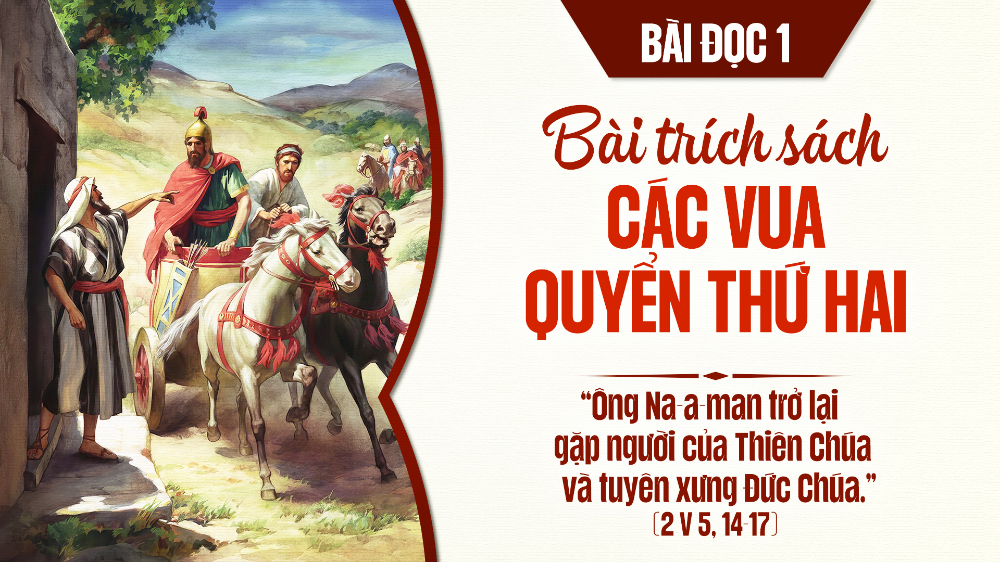 BÀI ĐỌC 1
Bài trích sách
CÁC VUA
QUYỂN THỨ HAI
“Ông Na-a-man trở lại
gặp người của Thiên Chúa
và tuyên xưng Đức Chúa.”
(2 V 5, 14-17)